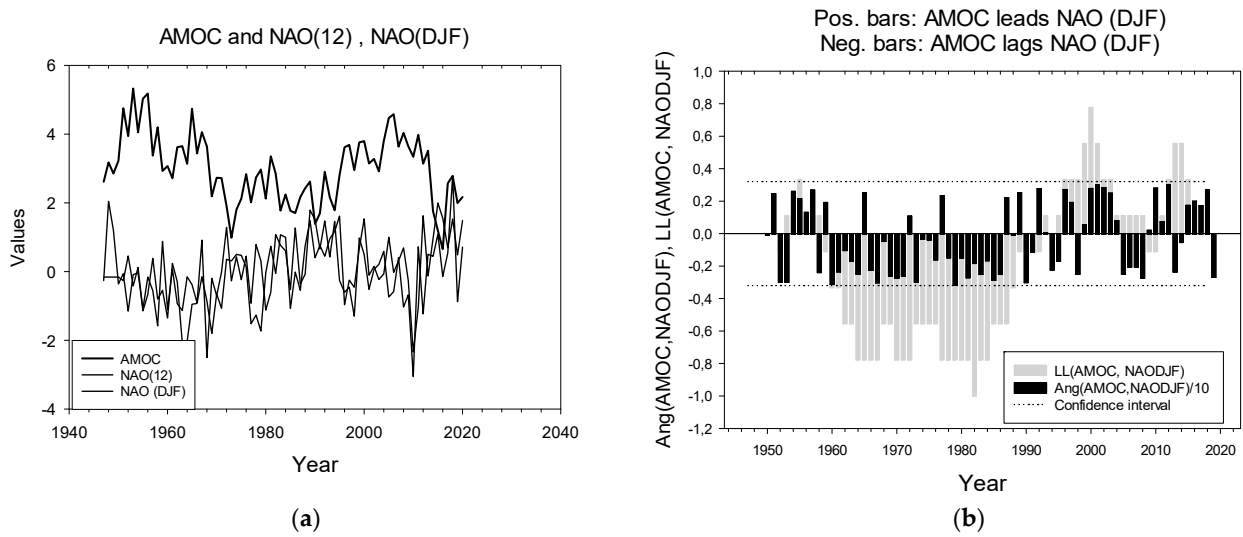 AMOC and NAO(12) , NAO(DJF)
6
4
2
0
-2
-4
Values
AMOC
NAO(12)
NAO (DJF)
1940 1960 1980 2000 2020 2040
Year
(a)
Pos. bars: AMOC leads NAO (DJF)
Neg. bars: AMOC lags NAO (DJF)
Ang(AMOC,NAODJF), LL(AMOC, NAODJF)
1,0
0,8
0,6
0,4
0,2
0,0
-0,2
-0,4
-0,6
-0,8
-1,0
-1,2
LL(AMOC, NAODJF)
Ang(AMOC,NAODJF)/10
Confidence interval
1950 1960 1970 1980 1990 2000 2010 2020
Year
(b)